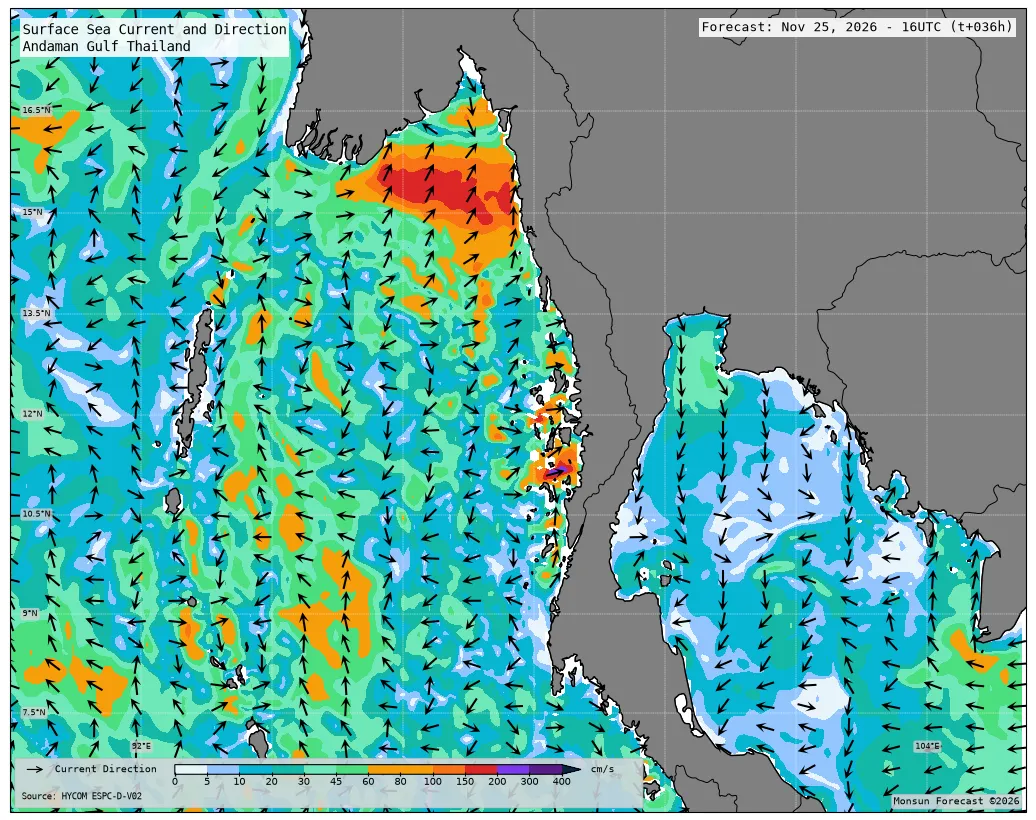 Surface Sea Current and Direction
Andaman Gulf Thailand
Forecast: Nov 25, 2026 - 16UTC (t+036h)
16.5°N
15°N
13.5°N
12°N
10.5°N
9°N
7.5°N
92°E
104°E
Current Direction
0 5 10 20 30 45 60 80 100 150 200 300 400 cm/s
Source: HYCOM ESPC-D-V02
Monsun Forecast ©2026